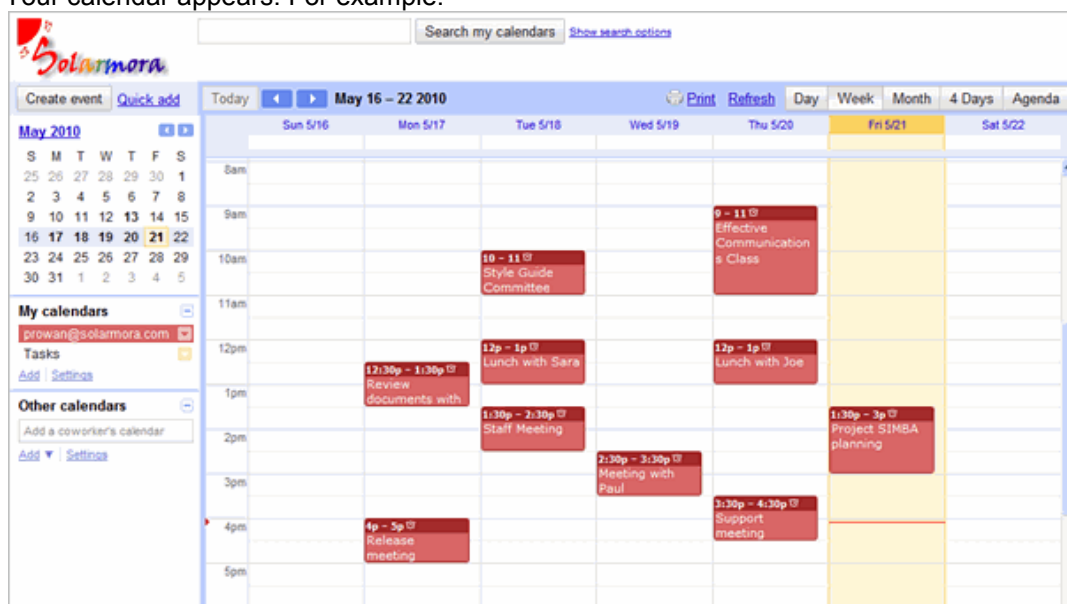 Your calendar appears. For example:
Solarmora
Search my calendars Show search options
Create event Quick add
Today May 16 – 22 2010 Print Refresh Day Week Month 4 Days Agenda
May 2010
S M T W T F S
25 26 27 28 29 30 1
2 3 4 5 6 7 8
9 10 11 12 13 14 15
16 17 18 19 20 21 22
23 24 25 26 27 28 29
30 31 1 2 3 4 5
My calendars
prowan@solarmora.com
Tasks
Add Settings
Other calendars
Add a coworker's calendar
Add ▼ Settings
Sun 5/16 Mon 5/17 Tue 5/18 Wed 5/19 Thu 5/20 Fri 5/21 Sat 5/22
8am
9am
10am
11am
12pm
1pm
2pm
3pm
4pm
5pm
12:30p – 1:30p
Review
documents with
4p – 5p
Release
meeting
10 – 11
Style Guide
Committee
12p – 1p
Lunch with Sara
1:30p – 2:30p
Staff Meeting
2:30p – 3:30p
Meeting with
Paul
9 – 11
Effective
Communication
s Class
12p – 1p
Lunch with Joe
3:30p – 4:30p
Support
meeting
1:30p – 3p
Project SIMBA
planning